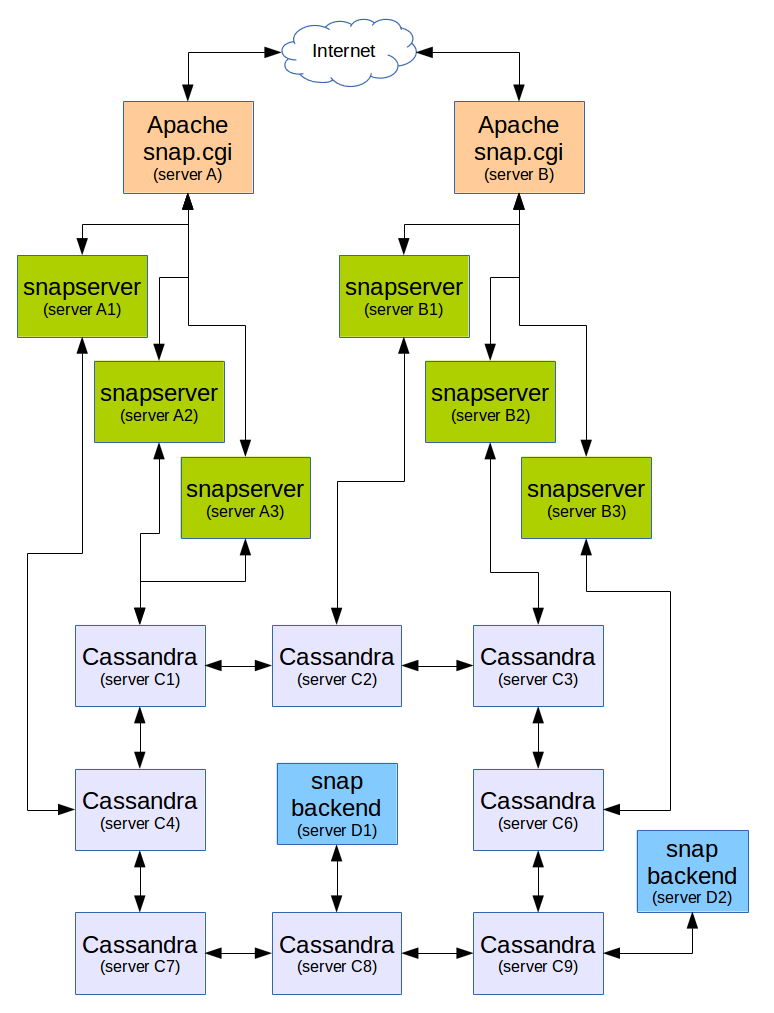 Internet
Apache
snap.cgi
(server A)
Apache
snap.cgi
(server B)
snapserver
(server A1)
snapserver
(server B1)
snapserver
(server A2)
snapserver
(server B2)
snapserver
(server A3)
snapserver
(server B3)
Cassandra
(server C1)
Cassandra
(server C2)
Cassandra
(server C3)
Cassandra
(server C4)
snap
backend
(server D1)
Cassandra
(server C6)
snap
backend
(server D2)
Cassandra
(server C7)
Cassandra
(server C8)
Cassandra
(server C9)